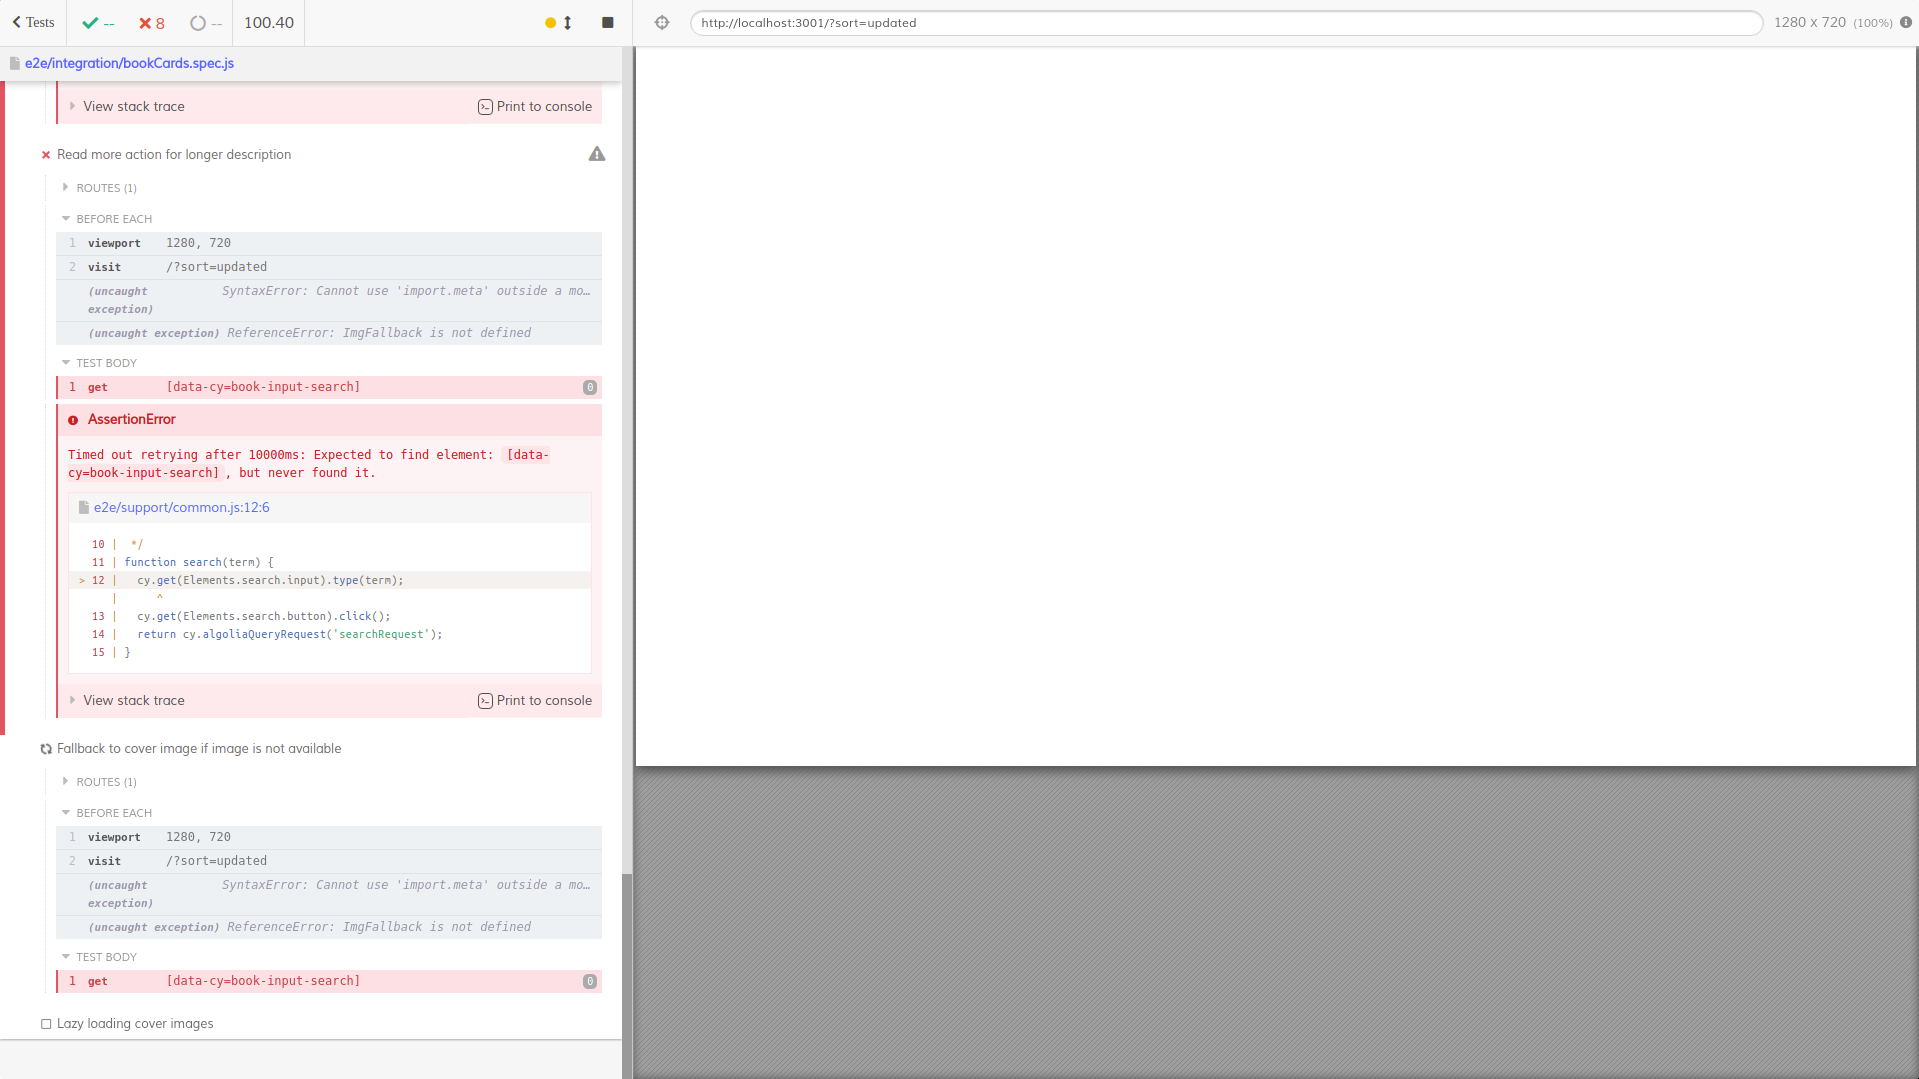 Tests -- 8 -- 100.40
http://localhost:3001/?sort=updated 1280 x 720 (100%)
e2e/integration/bookCards.spec.js
View stack trace Print to console
Read more action for longer description
ROUTES (1)
BEFORE EACH
1 viewport 1280, 720
2 visit /?sort=updated
(uncaught exception) SyntaxError: Cannot use 'import.meta' outside a mo…
(uncaught exception) ReferenceError: ImgFallback is not defined
TEST BODY
1 get [data-cy=book-input-search] 0
AssertionError
Timed out retrying after 10000ms: Expected to find element: [data-
cy=book-input-search], but never found it.
e2e/support/common.js:12:6
10 | */
11 | function search(term) {
> 12 | cy.get(Elements.search.input).type(term);
| ^
13 | cy.get(Elements.search.button).click();
14 | return cy.algoliaQueryRequest('searchRequest');
15 | }
View stack trace Print to console
Fallback to cover image if image is not available
ROUTES (1)
BEFORE EACH
1 viewport 1280, 720
2 visit /?sort=updated
(uncaught exception) SyntaxError: Cannot use 'import.meta' outside a mo…
(uncaught exception) ReferenceError: ImgFallback is not defined
TEST BODY
1 get [data-cy=book-input-search] 0
Lazy loading cover images